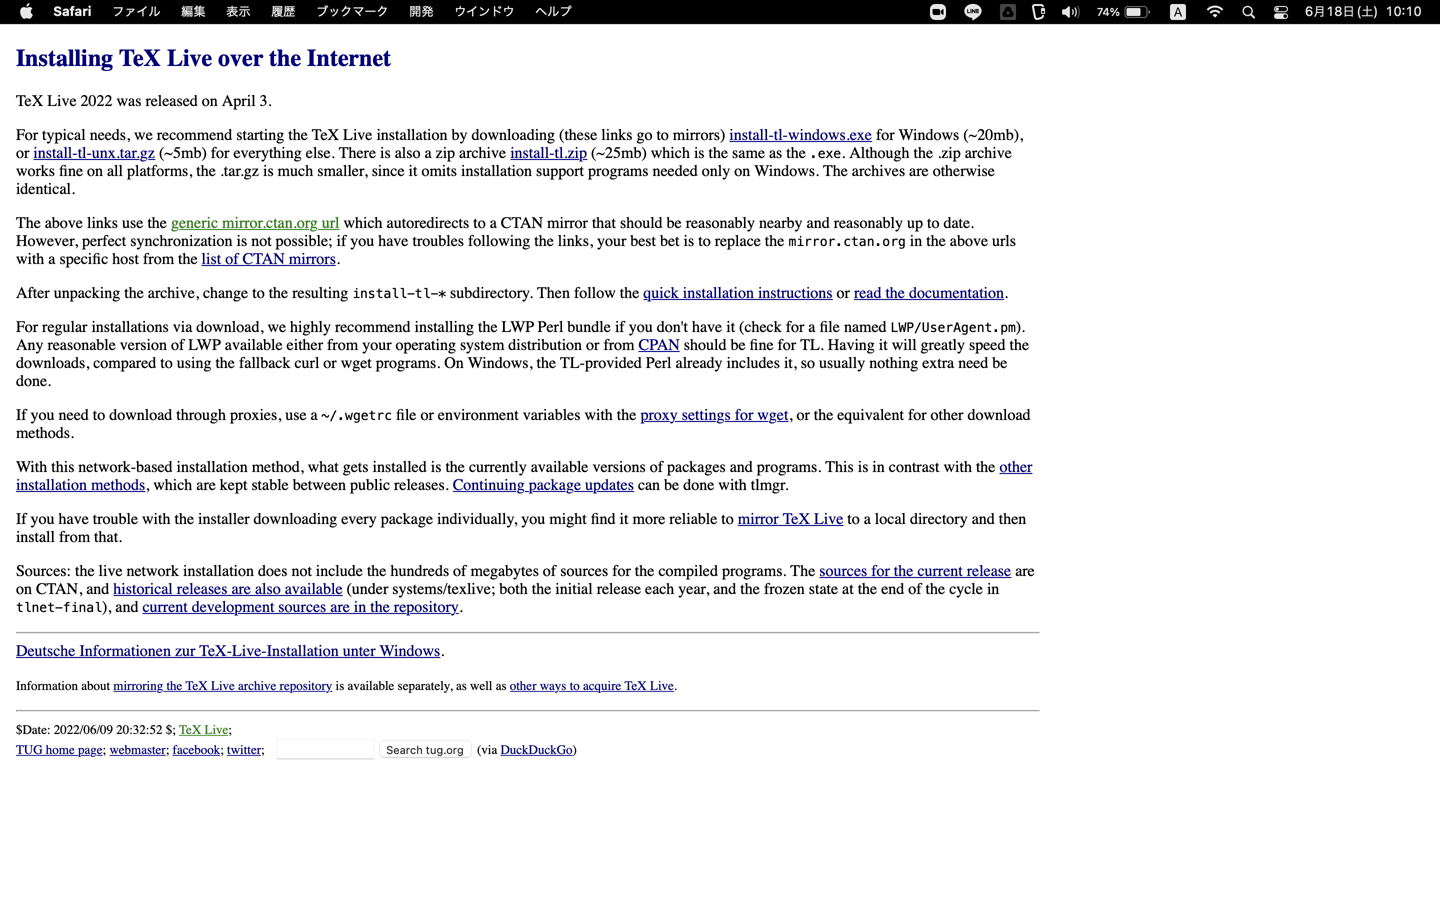 Safari ファイル 編集 表示 履歴 ブックマーク 開発 ウインドウ ヘルプ LINE 74% A 6月18日(土) 10:10
Installing TeX Live over the Internet
TeX Live 2022 was released on April 3.
For typical needs, we recommend starting the TeX Live installation by downloading (these links go to mirrors) install-tl-windows.exe for Windows (~20mb),
or install-tl-unx.tar.gz (~5mb) for everything else. There is also a zip archive install-tl.zip (~25mb) which is the same as the .exe. Although the .zip archive
works fine on all platforms, the .tar.gz is much smaller, since it omits installation support programs needed only on Windows. The archives are otherwise
identical.
The above links use the generic mirror.ctan.org url which autoredirects to a CTAN mirror that should be reasonably nearby and reasonably up to date.
However, perfect synchronization is not possible; if you have troubles following the links, your best bet is to replace the mirror.ctan.org in the above urls
with a specific host from the list of CTAN mirrors.
After unpacking the archive, change to the resulting install-tl-* subdirectory. Then follow the quick installation instructions or read the documentation.
For regular installations via download, we highly recommend installing the LWP Perl bundle if you don't have it (check for a file named LWP/UserAgent.pm).
Any reasonable version of LWP available either from your operating system distribution or from CPAN should be fine for TL. Having it will greatly speed the
downloads, compared to using the fallback curl or wget programs. On Windows, the TL-provided Perl already includes it, so usually nothing extra need be
done.
If you need to download through proxies, use a ~/.wgetrc file or environment variables with the proxy settings for wget, or the equivalent for other download
methods.
With this network-based installation method, what gets installed is the currently available versions of packages and programs. This is in contrast with the other
installation methods, which are kept stable between public releases. Continuing package updates can be done with tlmgr.
If you have trouble with the installer downloading every package individually, you might find it more reliable to mirror TeX Live to a local directory and then
install from that.
Sources: the live network installation does not include the hundreds of megabytes of sources for the compiled programs. The sources for the current release are
on CTAN, and historical releases are also available (under systems/texlive; both the initial release each year, and the frozen state at the end of the cycle in
tlnet-final), and current development sources are in the repository.
Deutsche Informationen zur TeX-Live-Installation unter Windows.
Information about mirroring the TeX Live archive repository is available separately, as well as other ways to acquire TeX Live.
$Date: 2022/06/09 20:32:52 $; TeX Live;
TUG home page; webmaster; facebook; twitter; Search tug.org (via DuckDuckGo)